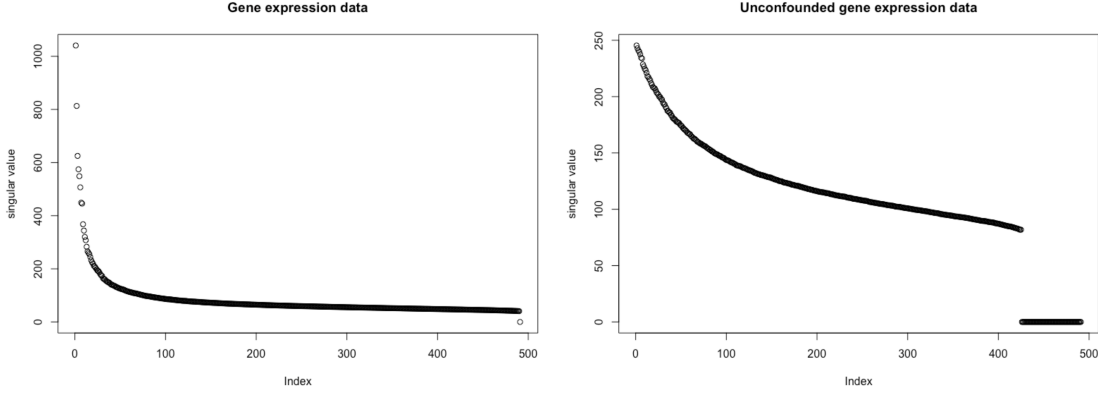 Gene expression data
1000
800
600
400
200
0
singular value
0 100 200 300 400 500
Index
Unconfounded gene expression data
250
200
150
100
50
0
singular value
0 100 200 300 400 500
Index